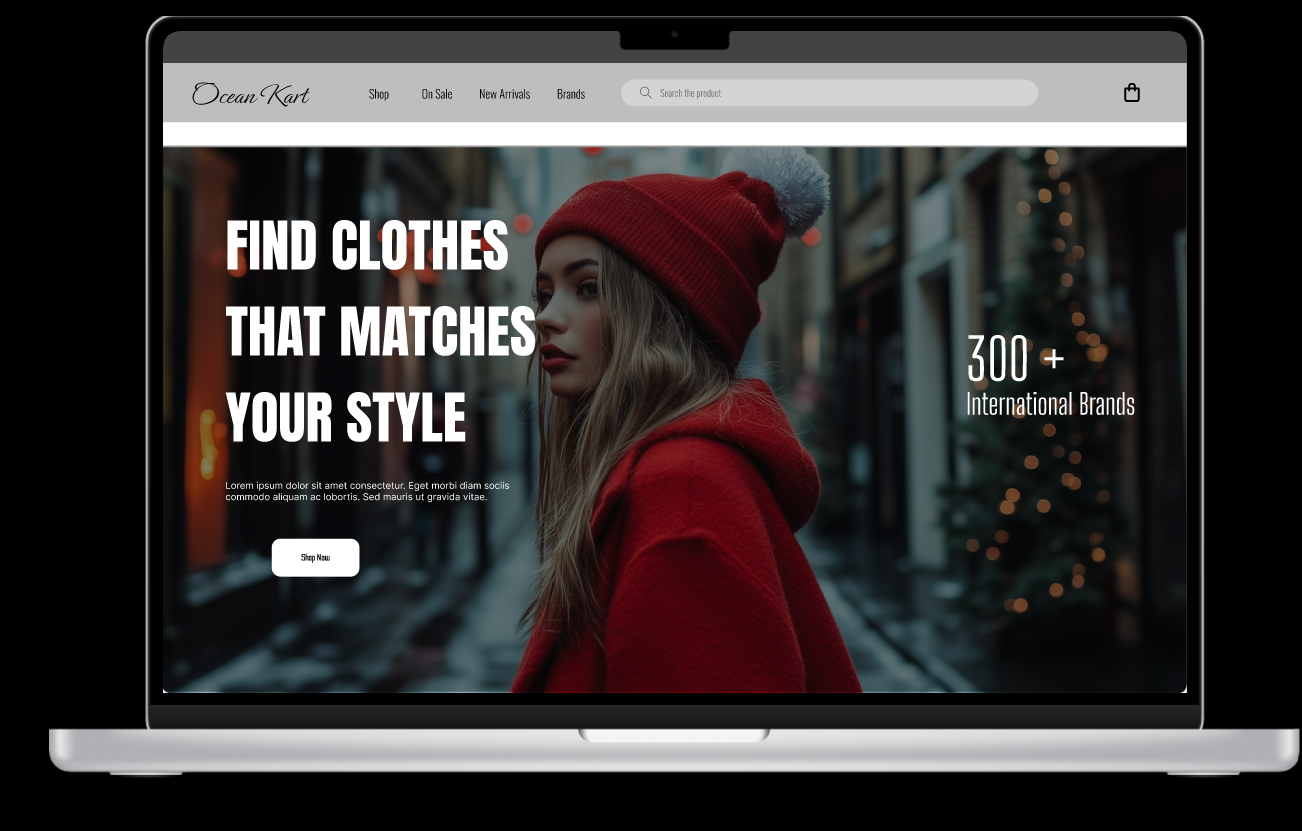 Ocean Kart
Shop
On Sale
New Arrivals
Brands
Search the product
FIND CLOTHES
THAT MATCHES
YOUR STYLE
300 +
International Brands
Lorem ipsum dolor sit amet consectetur. Eget morbi diam sociis
commodo aliquam ac lobortis. Sed mauris ut gravida vitae.
Shop Now